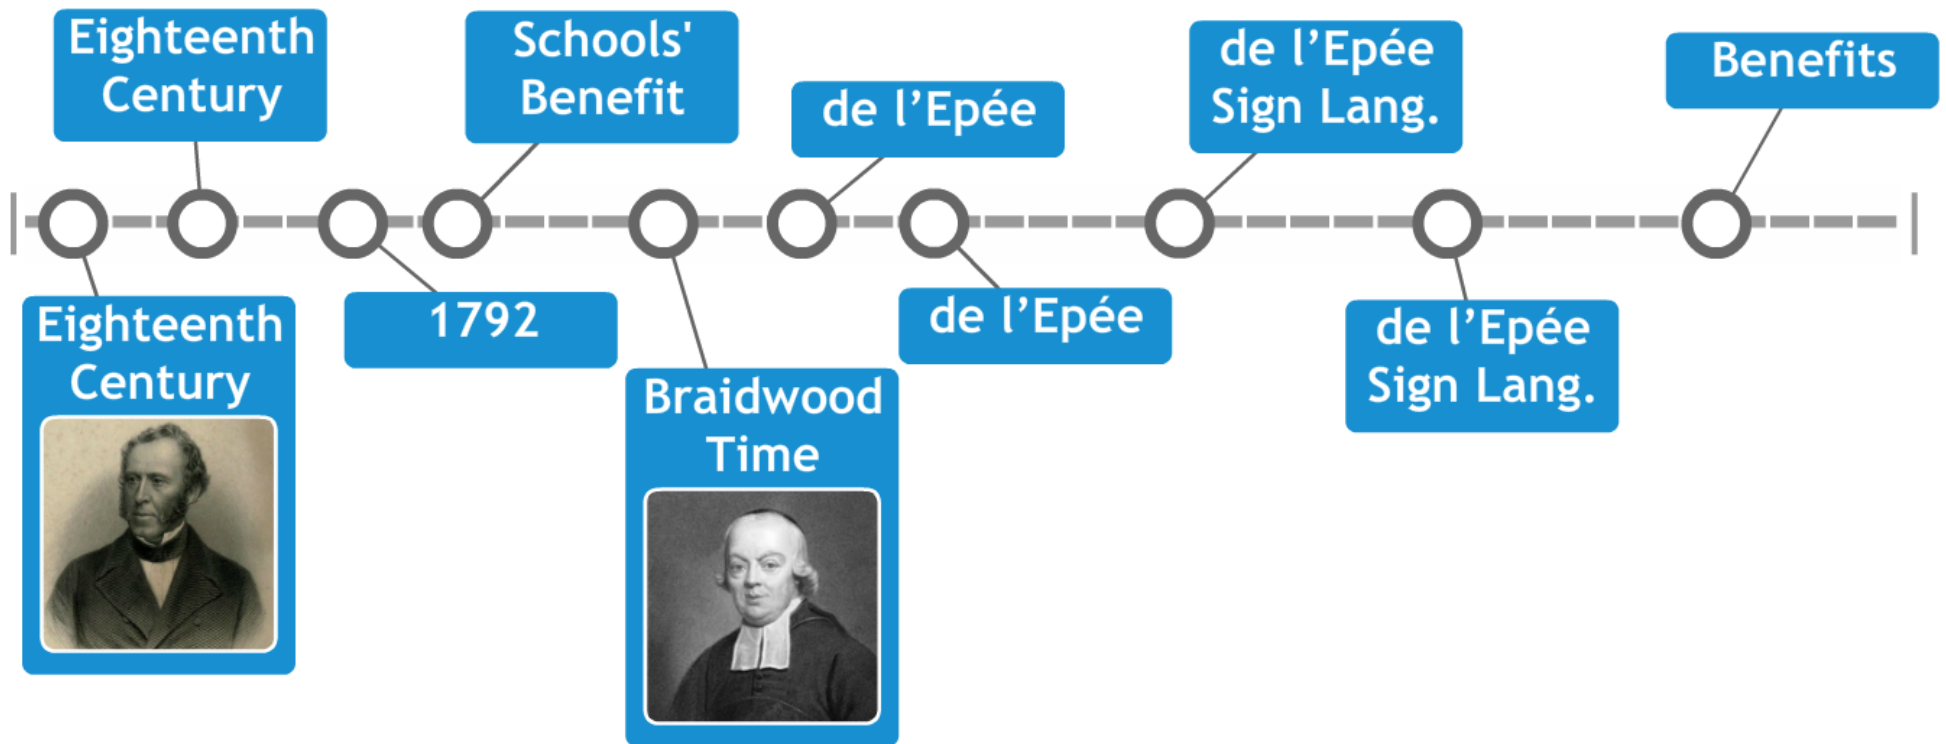 Eighteenth
Century
Eighteenth
Century
1792
Schools'
Benefit
Braidwood
Time
de l’Epée
de l’Epée
de l’Epée
Sign Lang.
de l’Epée
Sign Lang.
Benefits